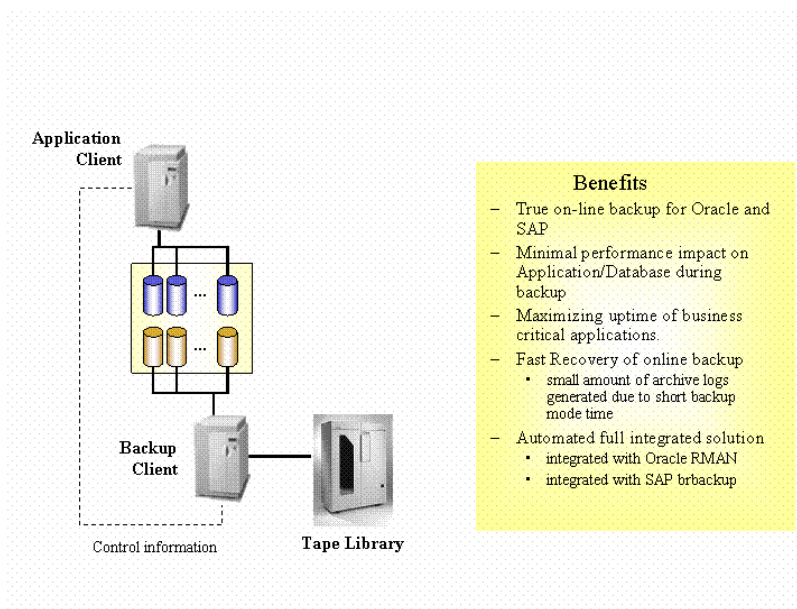 Application
Client
Backup
Client
Control information
Tape Library
...
...
Benefits
– True on-line backup for Oracle and
SAP
– Minimal performance impact on
Application/Database during
backup
– Maximizing uptime of business
critical applications.
– Fast Recovery of online backup
• small amount of archive logs
generated due to short backup
mode time
– Automated full integrated solution
• integrated with Oracle RMAN
• integrated with SAP brbackup